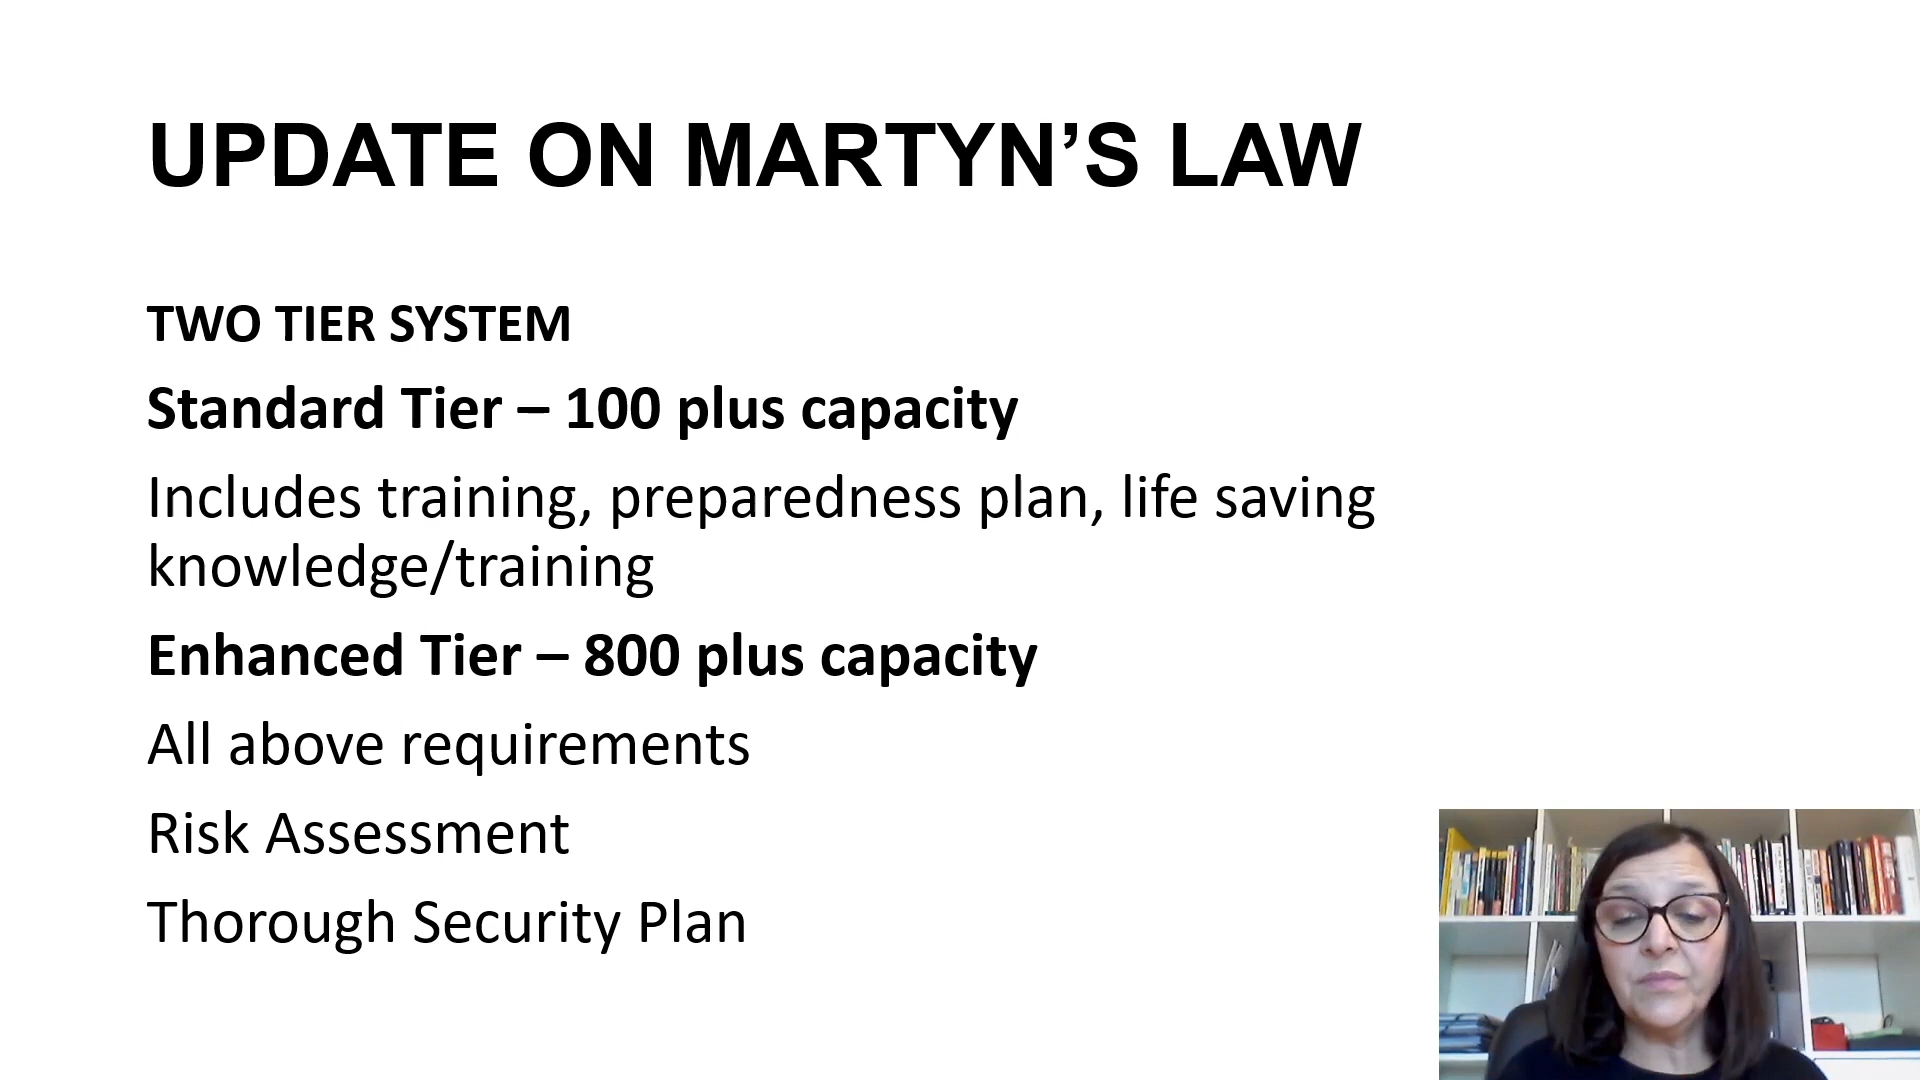 UPDATE ON MARTYN’S LAW
TWO TIER SYSTEM
Standard Tier – 100 plus capacity
Includes training, preparedness plan, life saving
knowledge/training
Enhanced Tier – 800 plus capacity
All above requirements
Risk Assessment
Thorough Security Plan